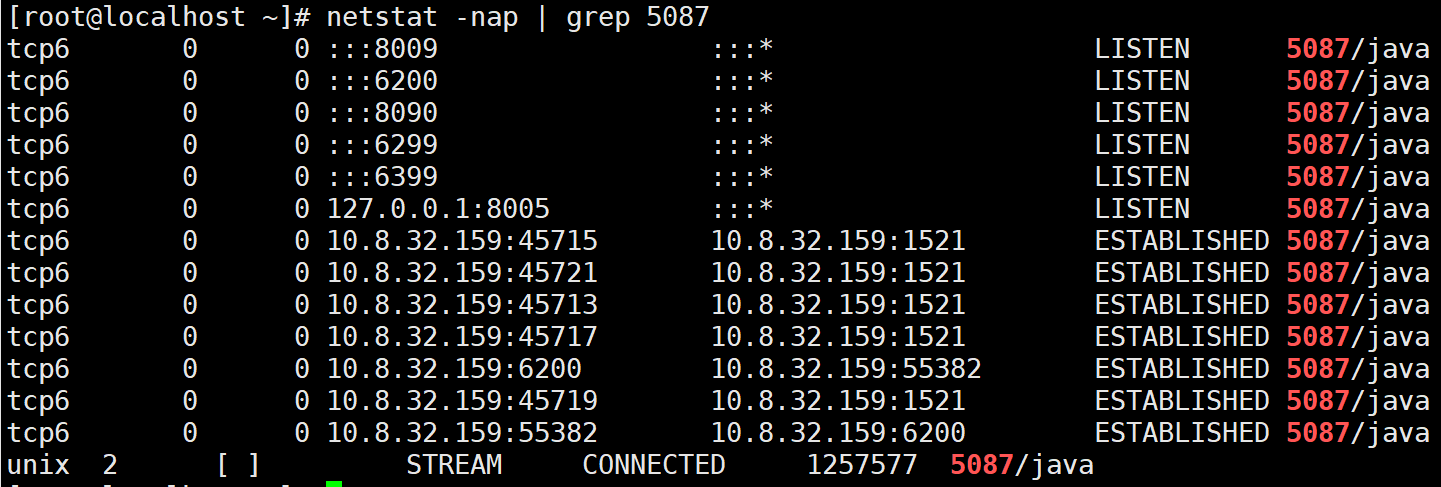 [root@localhost ~]# netstat -nap | grep 5087
tcp6       0      0 :::8009                 :::*                    LISTEN      5087/java
tcp6       0      0 :::6200                 :::*                    LISTEN      5087/java
tcp6       0      0 :::8090                 :::*                    LISTEN      5087/java
tcp6       0      0 :::6299                 :::*                    LISTEN      5087/java
tcp6       0      0 :::6399                 :::*                    LISTEN      5087/java
tcp6       0      0 127.0.0.1:8005          :::*                    LISTEN      5087/java
tcp6       0      0 10.8.32.159:45715       10.8.32.159:1521        ESTABLISHED 5087/java
tcp6       0      0 10.8.32.159:45721       10.8.32.159:1521        ESTABLISHED 5087/java
tcp6       0      0 10.8.32.159:45713       10.8.32.159:1521        ESTABLISHED 5087/java
tcp6       0      0 10.8.32.159:45717       10.8.32.159:1521        ESTABLISHED 5087/java
tcp6       0      0 10.8.32.159:6200        10.8.32.159:55382       ESTABLISHED 5087/java
tcp6       0      0 10.8.32.159:45719       10.8.32.159:1521        ESTABLISHED 5087/java
tcp6       0      0 10.8.32.159:55382       10.8.32.159:6200        ESTABLISHED 5087/java
unix  2      [ ]         STREAM     CONNECTED     1257577  5087/java